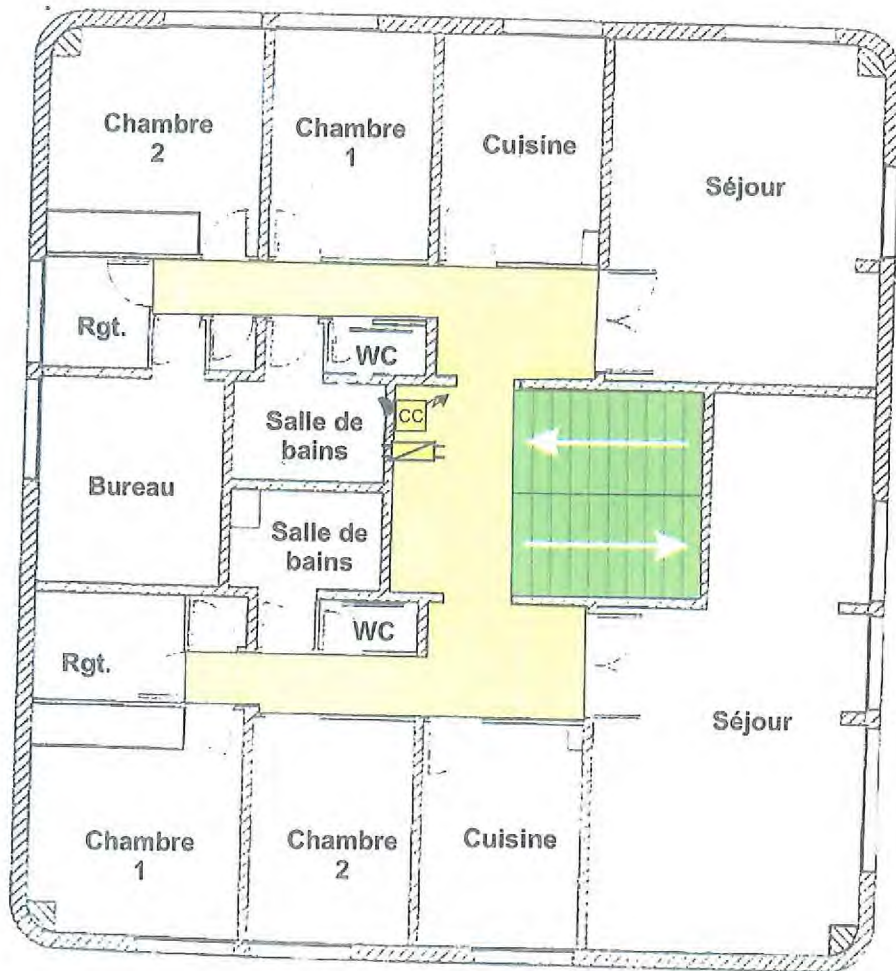 Chambre
2
Chambre
1
Cuisine
Séjour
Rgt.
WC
CC
Salle de
bains
Bureau
Salle de
bains
WC
Rgt.
Séjour
Chambre
1
Chambre
2
Cuisine